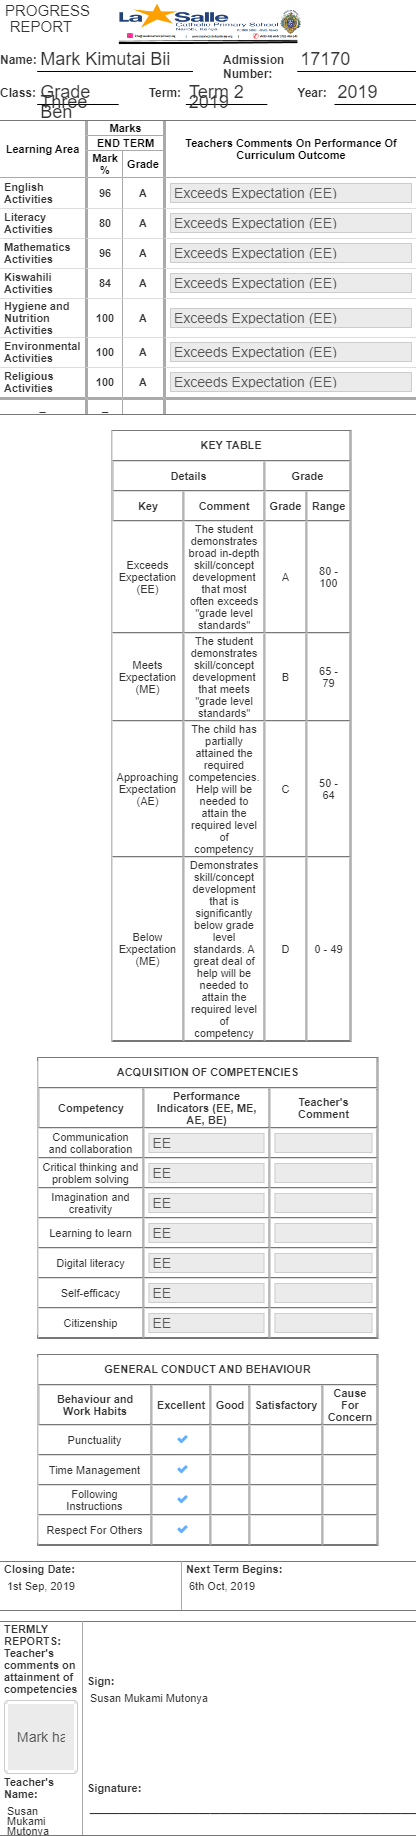 PROGRESS
REPORT
La Salle
Catholic Primary School
Nairobi, Kenya
Name: Mark Kimutai Bii
Admission
Number: 17170
Class: Grade
Three
Ben
Term: Term 2
2019
Year: 2019
Learning Area
Marks
END TERM
Mark
%
Grade
Teachers Comments On Performance Of
Curriculum Outcome
English
Activities
96 A Exceeds Expectation (EE)
Literacy
Activities
80 A Exceeds Expectation (EE)
Mathematics
Activities
96 A Exceeds Expectation (EE)
Kiswahili
Activities
84 A Exceeds Expectation (EE)
Hygiene and
Nutrition
Activities
100 A Exceeds Expectation (EE)
Environmental
Activities
100 A Exceeds Expectation (EE)
Religious
Activities
100 A Exceeds Expectation (EE)
KEY TABLE
Details Grade
Key Comment Grade Range
Exceeds
Expectation
(EE)
The student
demonstrates
broad in-depth
skill/concept
development
that most
often exceeds
"grade level
standards"
A
80 -
100
Meets
Expectation
(ME)
The student
demonstrates
skill/concept
development
that meets
"grade level
standards"
B
65 -
79
Approaching
Expectation
(AE)
The child has
partially
attained the
required
competencies.
Help will be
needed to
attain the
required level
of
competency
C
50 -
64
Below
Expectation
(ME)
Demonstrates
skill/concept
development
that is
significantly
below grade
level
standards. A
great deal of
help will be
needed to
attain the
required level
of
competency
D
0 - 49
ACQUISITION OF COMPETENCIES
Competency
Performance
Indicators (EE, ME,
AE, BE)
Teacher's
Comment
Communication
and collaboration
EE
Critical thinking and
problem solving
EE
Imagination and
creativity
EE
Learning to learn EE
Digital literacy EE
Self-efficacy EE
Citizenship EE
GENERAL CONDUCT AND BEHAVIOUR
Behaviour and
Work Habits
Excellent Good Satisfactory
Cause
For
Concern
Punctuality
Time Management
Following
Instructions
Respect For Others
Closing Date:
1st Sep, 2019
Next Term Begins:
6th Oct, 2019
TERMLY
REPORTS:
Teacher's
comments on
attainment of
competencies
Mark ha
Teacher's
Name:
Susan
Mukami
Mutonya
Sign:
Susan Mukami Mutonya
Signature: